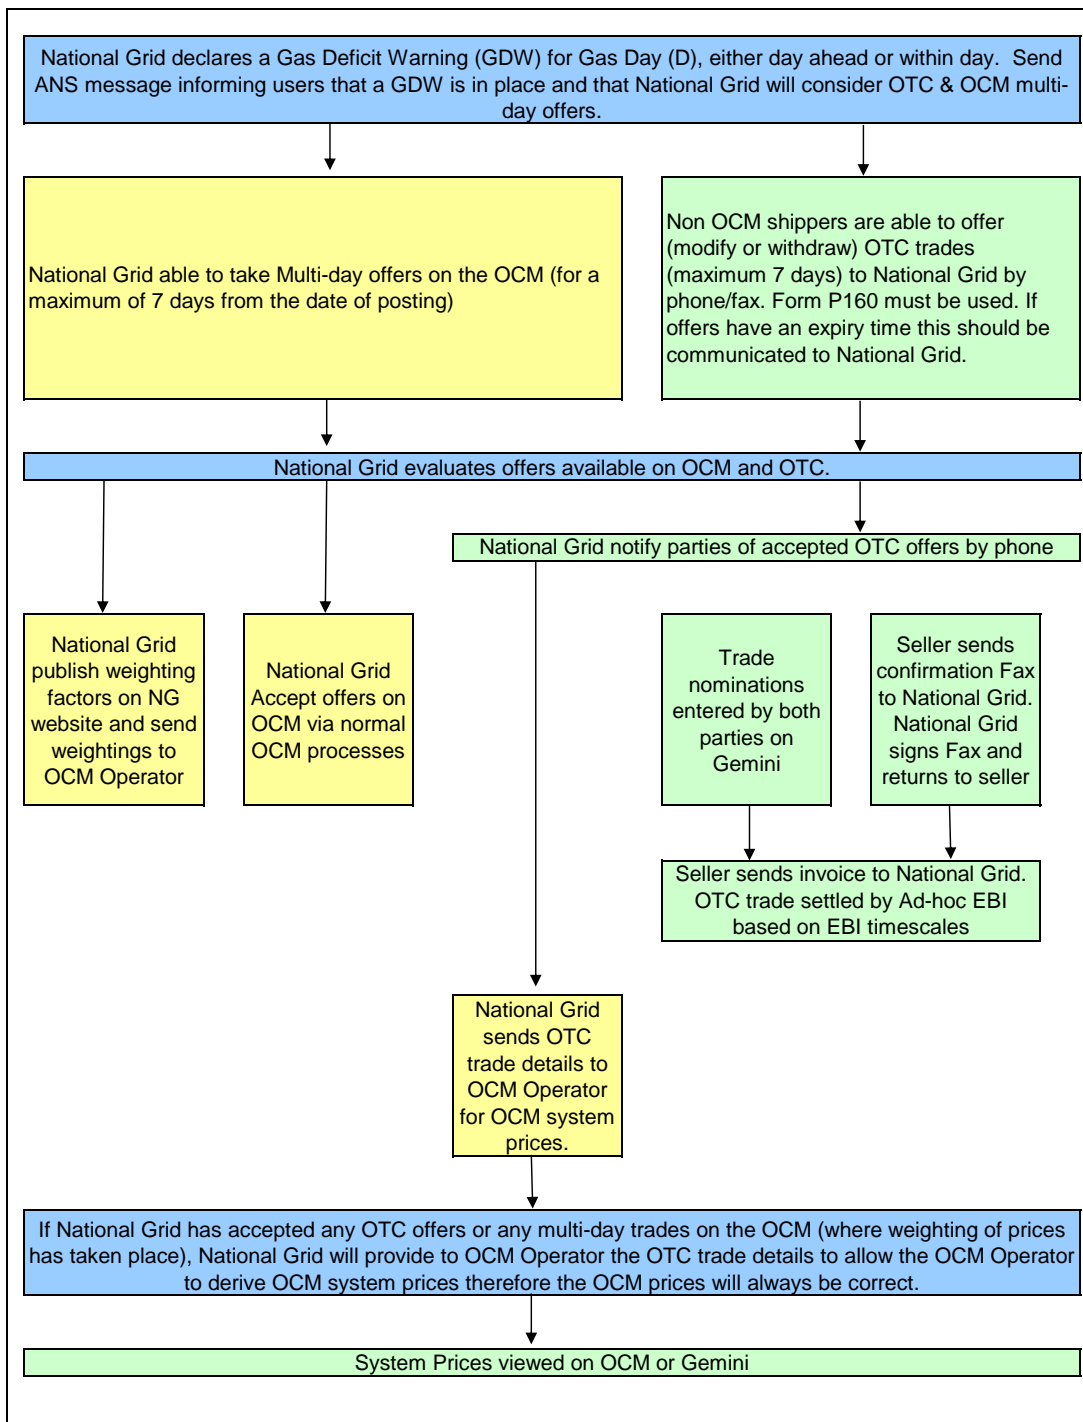 National Grid declares a Gas Deficit Warning (GDW) for Gas Day (D), either day ahead or within day.  Send
ANS message informing users that a GDW is in place and that National Grid will consider OTC & OCM multi-
day offers.
National Grid able to take Multi-day offers on the OCM (for a
maximum of 7 days from the date of posting)
Non OCM shippers are able to offer
(modify or withdraw) OTC trades
(maximum 7 days) to National Grid by
phone/fax. Form P160 must be used. If
offers have an expiry time this should be
communicated to National Grid.
National Grid evaluates offers available on OCM and OTC.
National Grid notify parties of accepted OTC offers by phone
National Grid
publish weighting
factors on NG
website and send
weightings to
OCM Operator
National Grid
Accept offers on
OCM via normal
OCM processes
Trade
nominations
entered by both
parties on
Gemini
Seller sends
confirmation Fax
to National Grid.
National Grid
signs Fax and
returns to seller
Seller sends invoice to National Grid.
OTC trade settled by Ad-hoc EBI
based on EBI timescales
National Grid
sends OTC
trade details to
OCM Operator
for OCM system
prices.
If National Grid has accepted any OTC offers or any multi-day trades on the OCM (where weighting of prices
has taken place), National Grid will provide to OCM Operator the OTC trade details to allow the OCM Operator
to derive OCM system prices therefore the OCM prices will always be correct.
System Prices viewed on OCM or Gemini